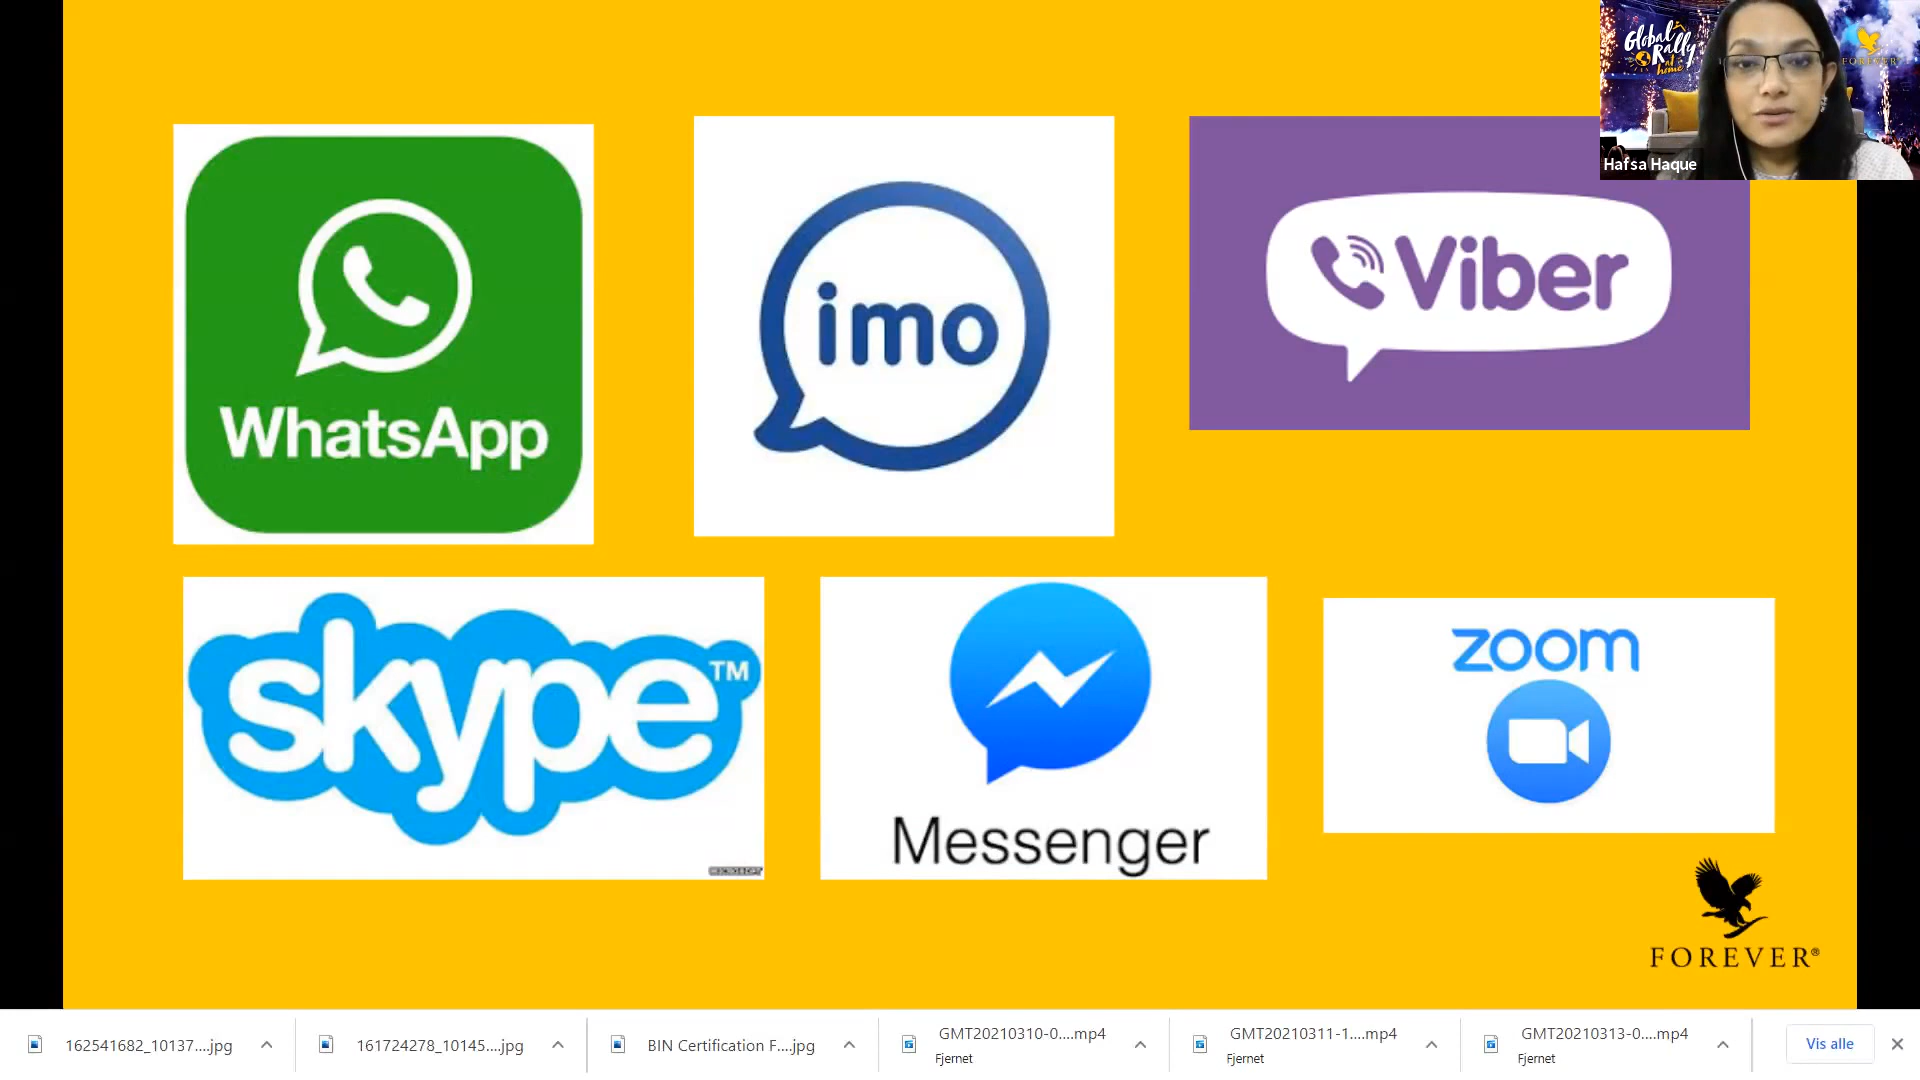 Global
Rally
at
home
FOREVER
Hafsa Haque
WhatsApp
imo
Viber
skype™
Messenger
zoom
FOREVER®
162541682_10137....jpg
161724278_10145....jpg
BIN Certification F....jpg
GMT20210310-0....mp4
Fjernet
GMT20210311-1....mp4
Fjernet
GMT20210313-0....mp4
Fjernet
Vis alle